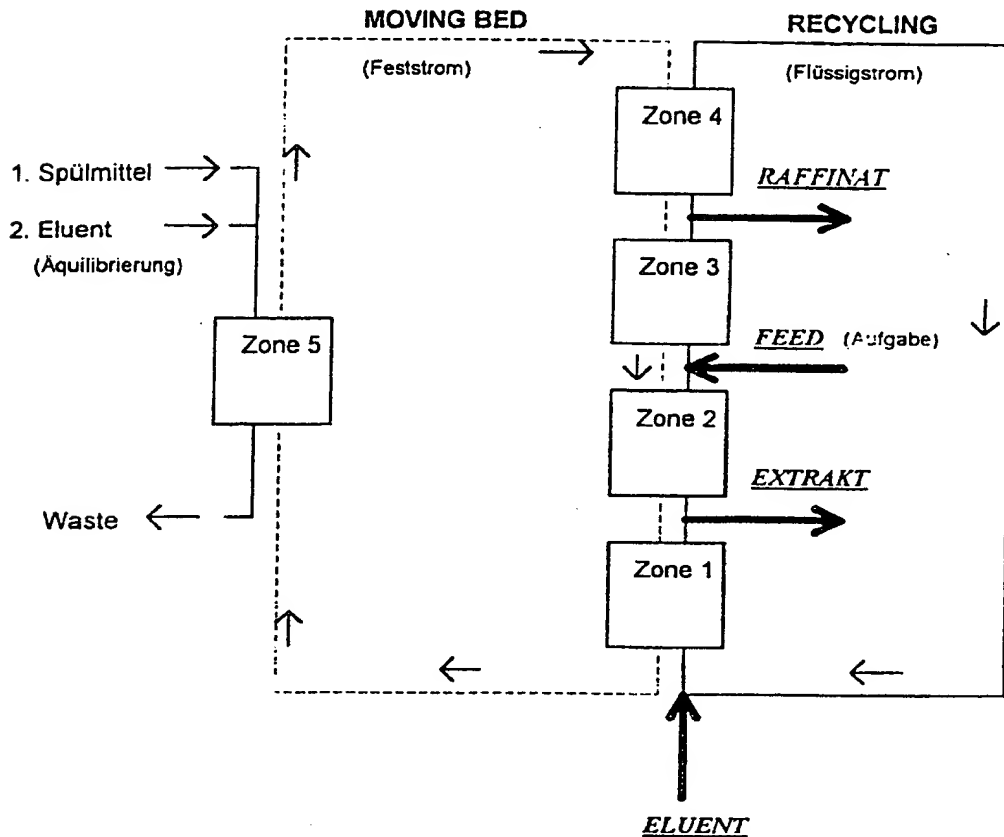 MOVING BED
RECYCLING
(Feststrom)
(Flüssigstrom)
Zone 4
1. Spülmittel
RAFFINAT
2. Eluent
(Äquilibrierung)
Zone 3
Zone 5
FEED (Aufgabe)
Zone 2
EXTRAKT
Waste
Zone 1
ELUENT